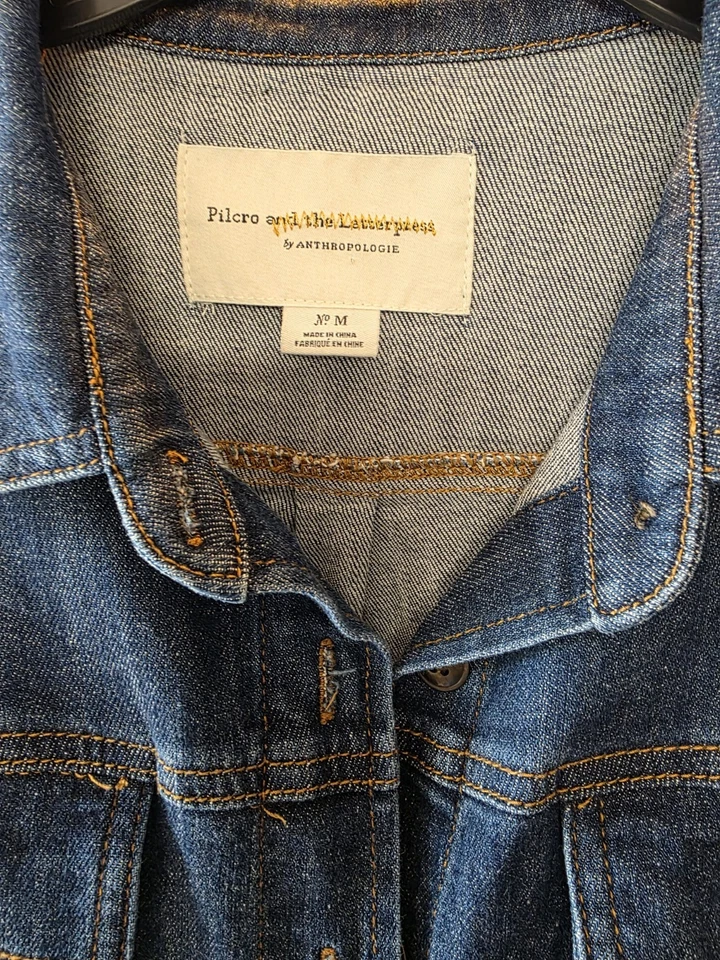 Pilcro and the Letterpress
by ANTHROPOLOGIE
Nº M
MADE IN CHINA
FABRIQUÉ EN CHINE